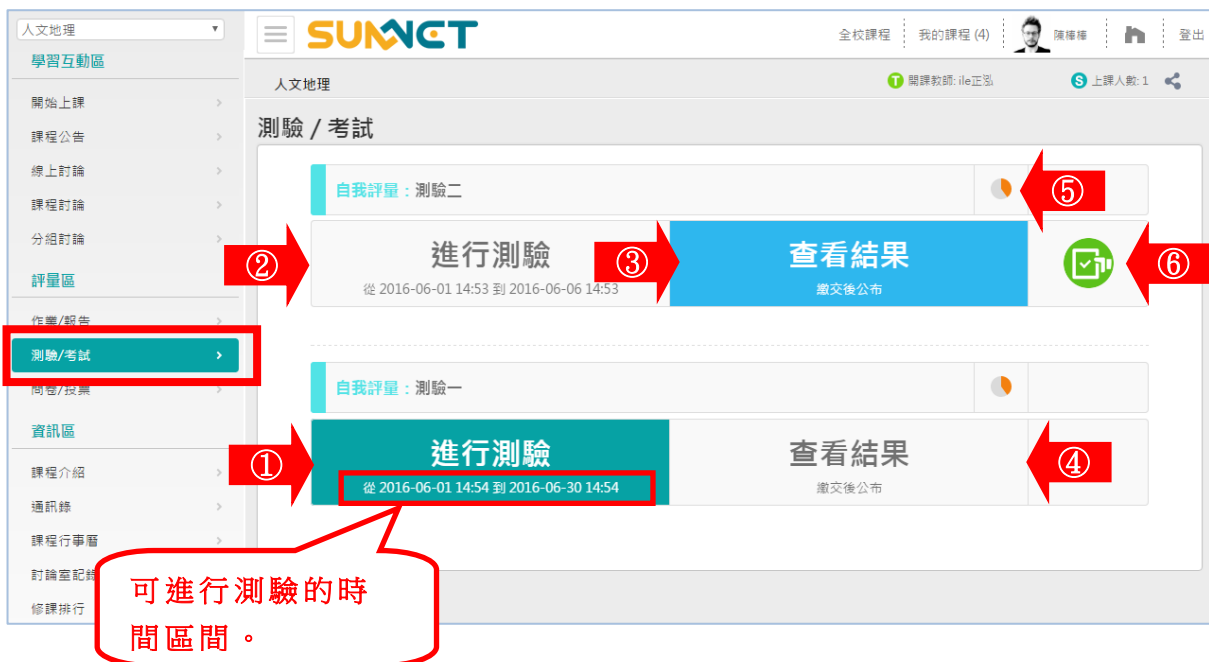 人文地理
SUNNET
全校課程
我的課程 (4)
登出
學習互動區
人文地理
開課教師: ile正泓
上課人數: 1
開始上課
課程公告
線上討論
課程討論
分組討論
測驗 / 考試
自我評量：測驗二
⑤
②
進行測驗
從 2016-06-01 14:53 到 2016-06-06 14:53
③
查看結果
繳交後公布
⑥
評量區
作業/報告
測驗/考試
問卷/投票
自我評量：測驗一
①
進行測驗
從 2016-06-01 14:54 到 2016-06-30 14:54
查看結果
繳交後公布
④
資訊區
課程介紹
通訊錄
課程行事曆
討論室記錄
修課排行
可進行測驗的時
間區間。